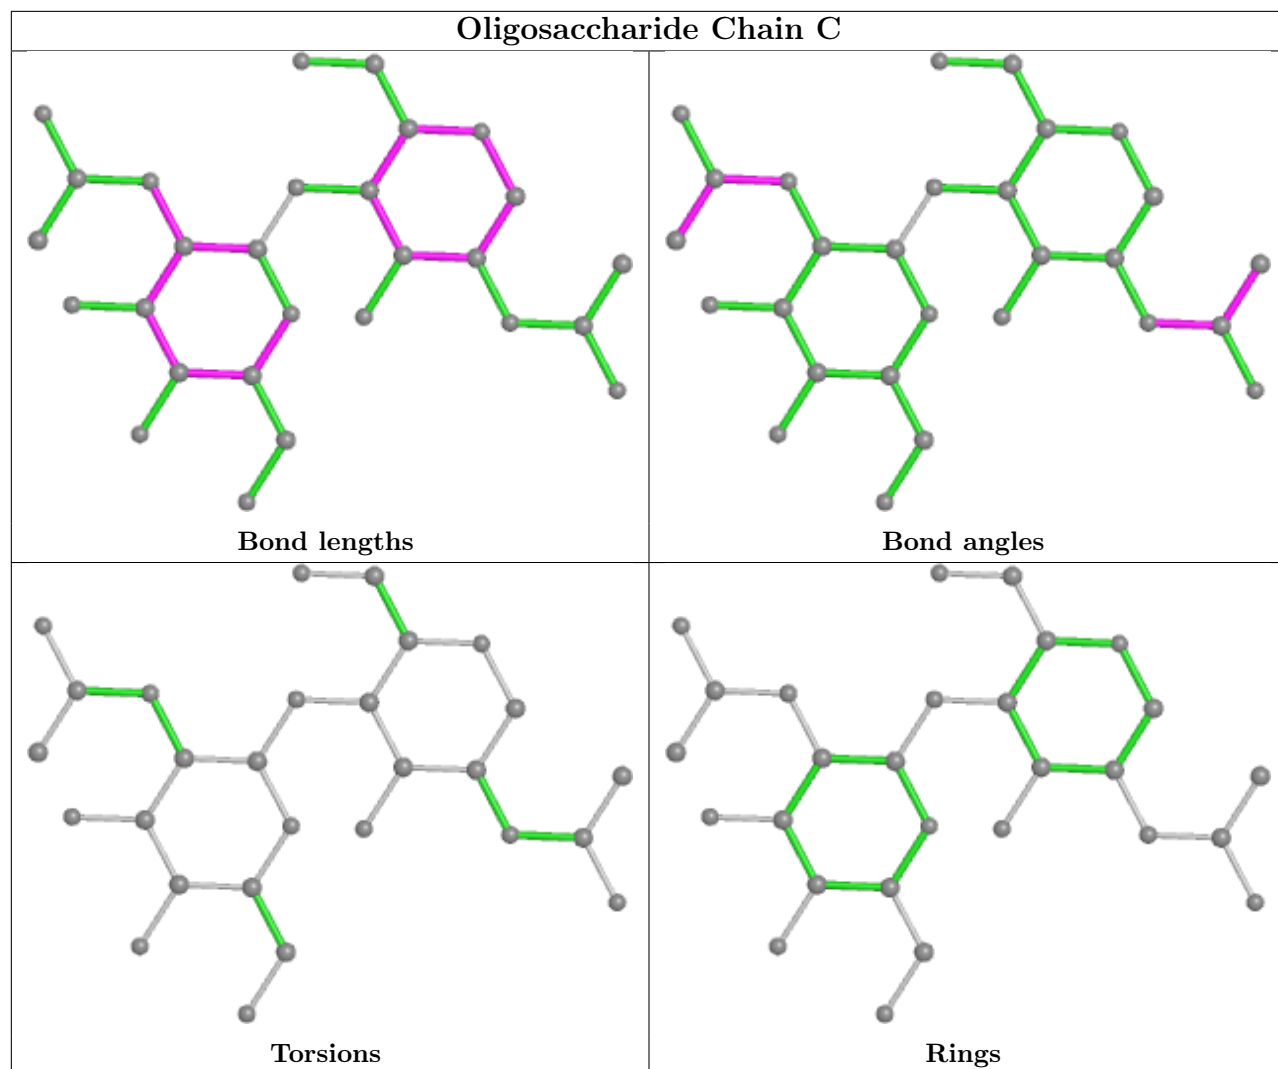 Oligosaccharide Chain C
Bond lengths
Bond angles
Torsions
Rings